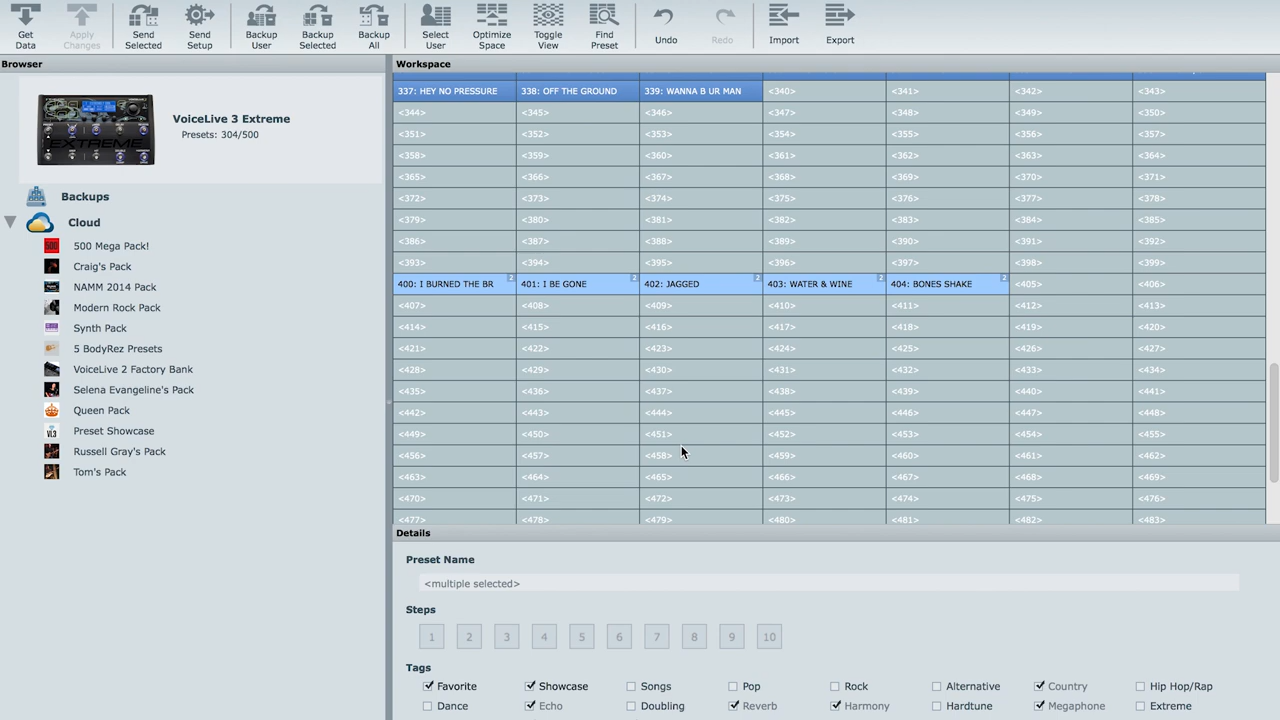 Get Data
Apply Changes
Send Selected
Send Setup
Backup User
Backup Selected
Backup All
Select User
Optimize Space
Toggle View
Find Preset
Undo
Redo
Import
Export
Browser
VoiceLive 3 Extreme
Presets: 304/500
EXTREME
Backups
Cloud
500 Mega Pack!
Craig's Pack
NAMM 2014 Pack
Modern Rock Pack
Synth Pack
5 BodyRez Presets
VoiceLive 2 Factory Bank
Selena Evangeline's Pack
Queen Pack
Preset Showcase
Russell Gray's Pack
Tom's Pack
Workspace
337: HEY NO PRESSURE 338: OFF THE GROUND 339: WANNA B UR MAN <340> <341> <342> <343>
<344> <345> <346> <347> <348> <349> <350>
<351> <352> <353> <354> <355> <356> <357>
<358> <359> <360> <361> <362> <363> <364>
<365> <366> <367> <368> <369> <370> <371>
<372> <373> <374> <375> <376> <377> <378>
<379> <380> <381> <382> <383> <384> <385>
<386> <387> <388> <389> <390> <391> <392>
<393> <394> <395> <396> <397> <398> <399>
400: I BURNED THE BR 2 401: I BE GONE 2 402: JAGGED 2 403: WATER & WINE 2 404: BONES SHAKE 2 <405> <406>
<407> <408> <409> <410> <411> <412> <413>
<414> <415> <416> <417> <418> <419> <420>
<421> <422> <423> <424> <425> <426> <427>
<428> <429> <430> <431> <432> <433> <434>
<435> <436> <437> <438> <439> <440> <441>
<442> <443> <444> <445> <446> <447> <448>
<449> <450> <451> <452> <453> <454> <455>
<456> <457> <458> <459> <460> <461> <462>
<463> <464> <465> <466> <467> <468> <469>
<470> <471> <472> <473> <474> <475> <476>
<477> <478> <479> <480> <481> <482> <483>
Details
Preset Name
<multiple selected>
Steps
1 2 3 4 5 6 7 8 9 10
Tags
Favorite Showcase Songs Pop Rock Alternative Country Hip Hop/Rap
Dance Echo Doubling Reverb Harmony Hardtune Megaphone Extreme